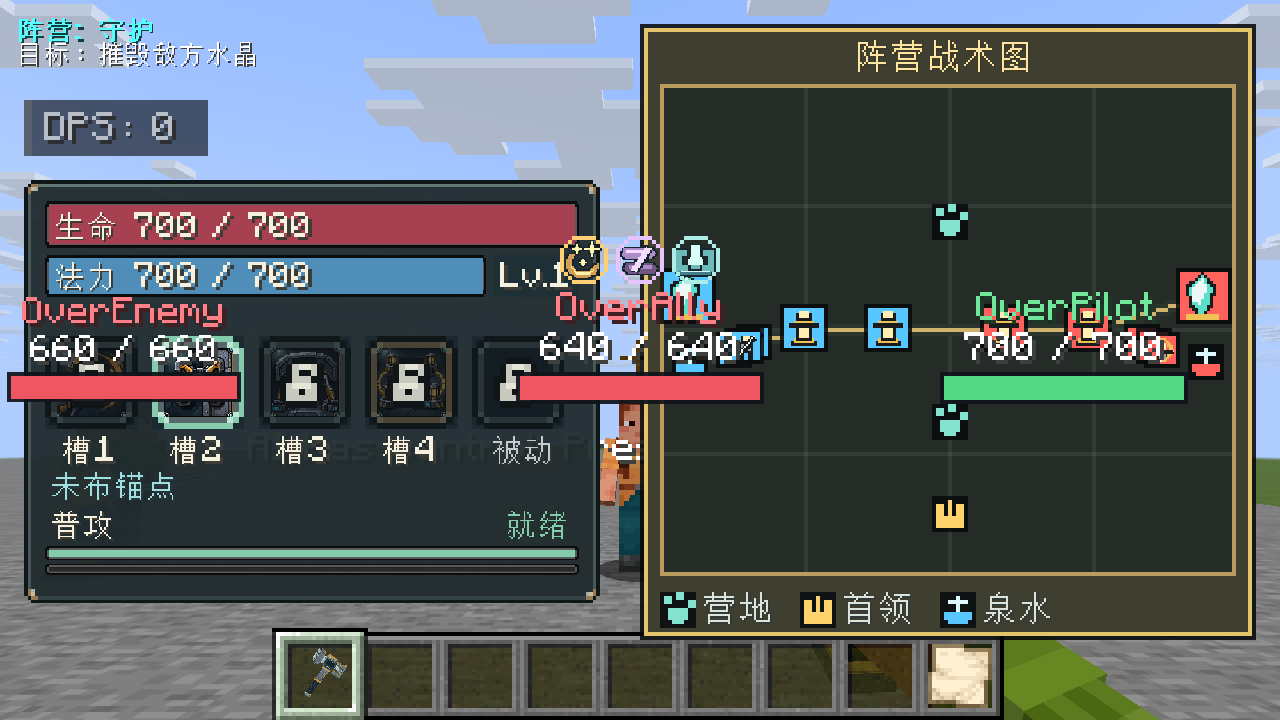 阵营: 守护
目标: 摧毁敌方水晶
DPS: 0
生命 700 / 700
法力 700 / 700
Lv.1
OverEnemy
660 / 660
OverAlly
640 / 640
OverPilot
700 / 700
槽1
槽2
槽3
槽4
被动
未布锚点
普攻
就绪
阵营战术图
营地
首领
泉水